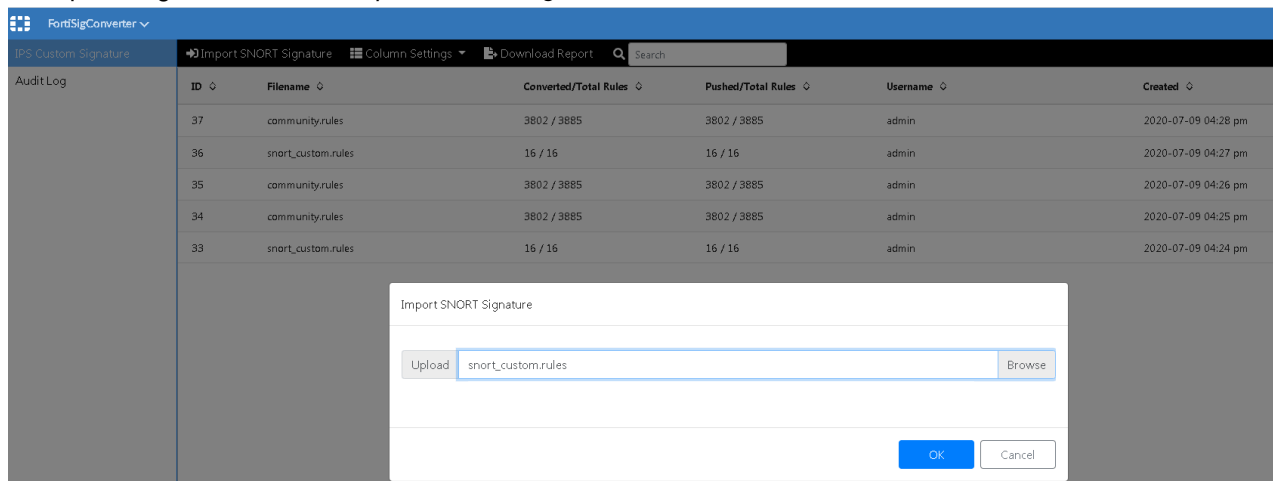 FortiSigConverter
IPS Custom Signature Import SNORT Signature Column Settings Download Report Search
Audit Log
ID Filename Converted/Total Rules Pushed/Total Rules Username Created
37 community.rules 3802 / 3885 3802 / 3885 admin 2020-07-09 04:28 pm
36 snort_custom.rules 16 / 16 16 / 16 admin 2020-07-09 04:27 pm
35 community.rules 3802 / 3885 3802 / 3885 admin 2020-07-09 04:26 pm
34 community.rules 3802 / 3885 3802 / 3885 admin 2020-07-09 04:25 pm
33 snort_custom.rules 16 / 16 16 / 16 admin 2020-07-09 04:24 pm
Import SNORT Signature
Upload snort_custom.rules Browse
OK Cancel